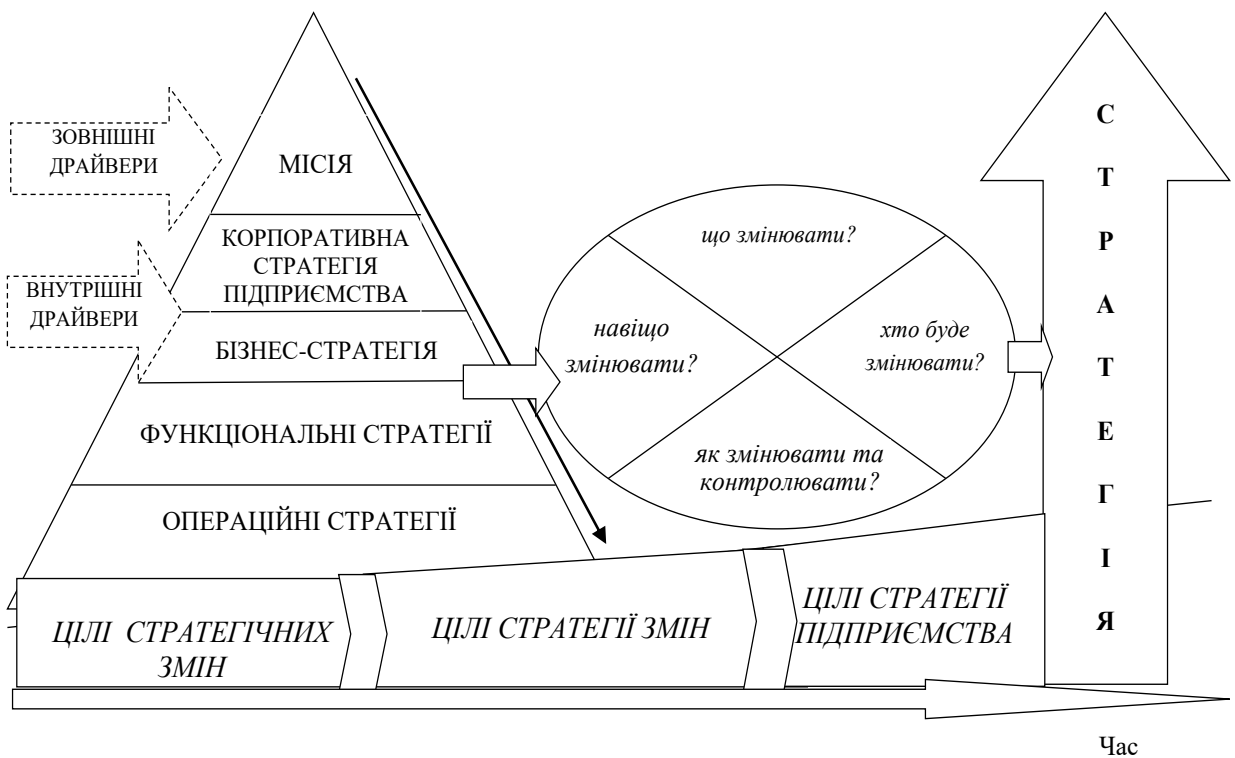 ЗОВНІШНІ
ДРАЙВЕРИ
МІСІЯ
КОРПОРАТИВНА
СТРАТЕГІЯ
ПІДПРИЄМСТВА
ВНУТРІШНІ
ДРАЙВЕРИ
БІЗНЕС-СТРАТЕГІЯ
ФУНКЦІОНАЛЬНІ СТРАТЕГІЇ
ОПЕРАЦІЙНІ СТРАТЕГІЇ
що змінювати?
навіщо
змінювати?
хто буде
змінювати?
як змінювати та
контролювати?
С
Т
Р
А
Т
Е
Г
І
Я
ЦІЛІ СТРАТЕГІЧНИХ
ЗМІН
ЦІЛІ СТРАТЕГІЇ ЗМІН
ЦІЛІ СТРАТЕГІЇ
ПІДПРИЄМСТВА
Час